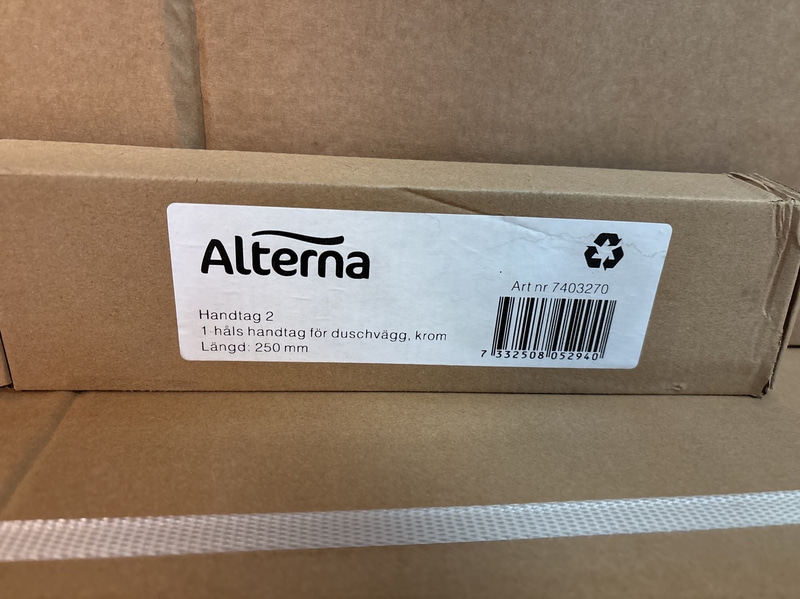 Alterna
Handtag 2
1-håls handtag för duschvägg, krom
Längd: 250 mm
Art nr 7403270
7 332508 052940